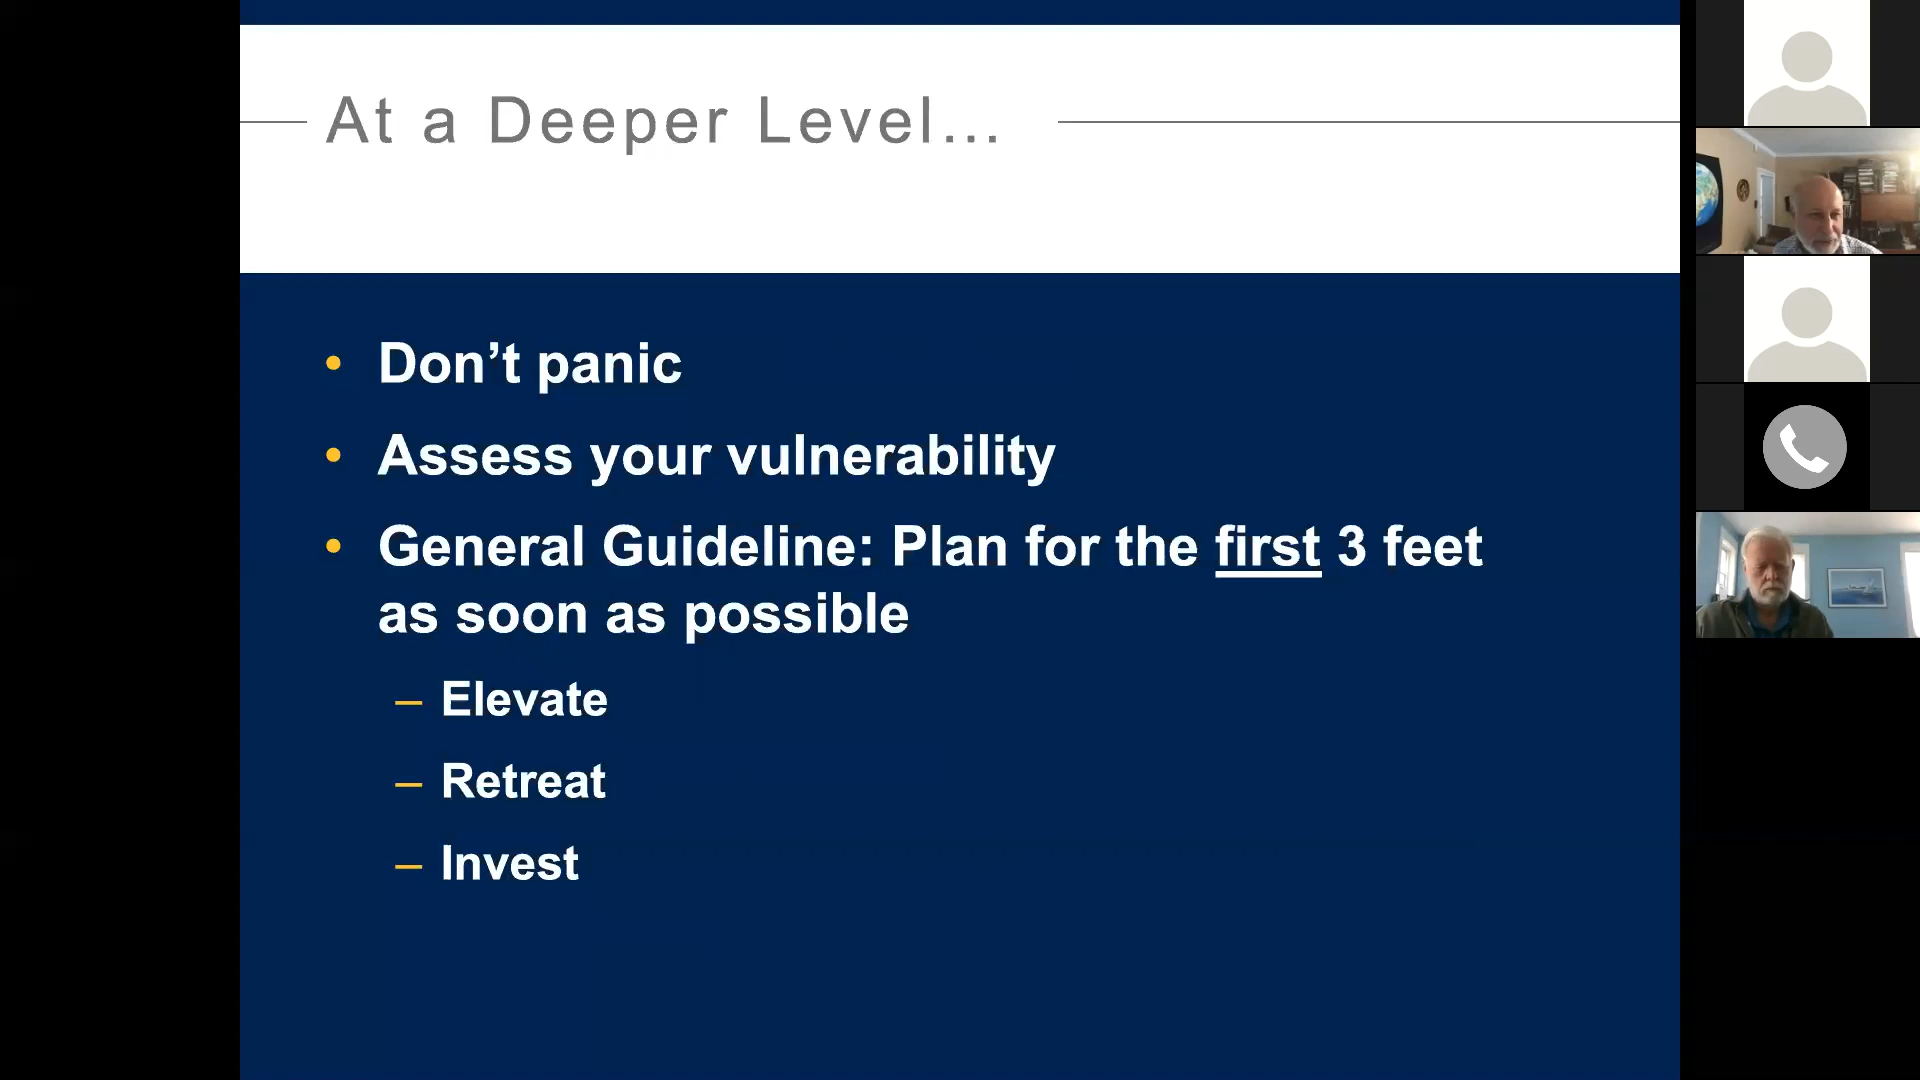 At a Deeper Level...
• Don’t panic
• Assess your vulnerability
• General Guideline: Plan for the first 3 feet
as soon as possible
– Elevate
– Retreat
– Invest